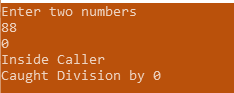 Enter two numbers
88
0
Inside Caller
Caught Division by 0